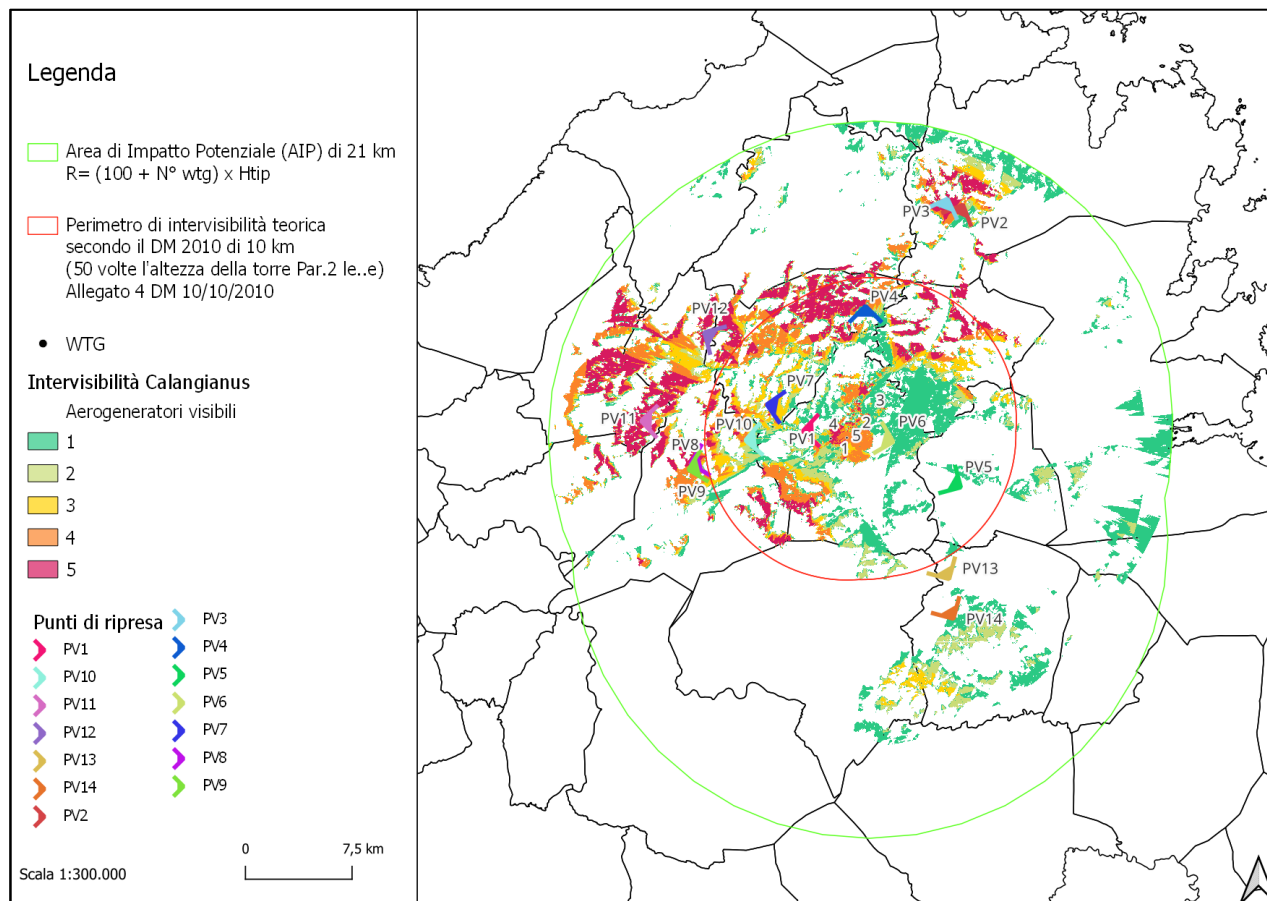 Legenda
Area di Impatto Potenziale (AIP) di 21 km
R= (100 + N° wtg) x Htip
Perimetro di intervisibilità teorica
secondo il DM 2010 di 10 km
(50 volte l'altezza della torre Par.2 le..e)
Allegato 4 DM 10/10/2010
WTG
Intervisibilità Calangianus
Aerogeneratori visibili
1
2
3
4
5
Punti di ripresa
PV1
PV10
PV11
PV12
PV13
PV14
PV2
PV3
PV4
PV5
PV6
PV7
PV8
PV9
0 7,5 km
Scala 1:300.000
PV3
PV2
PV4
PV12
PV7
3
PV11
PV10
PV1
4
2
PV6
5
1
PV8
PV5
PV9
PV13
PV14